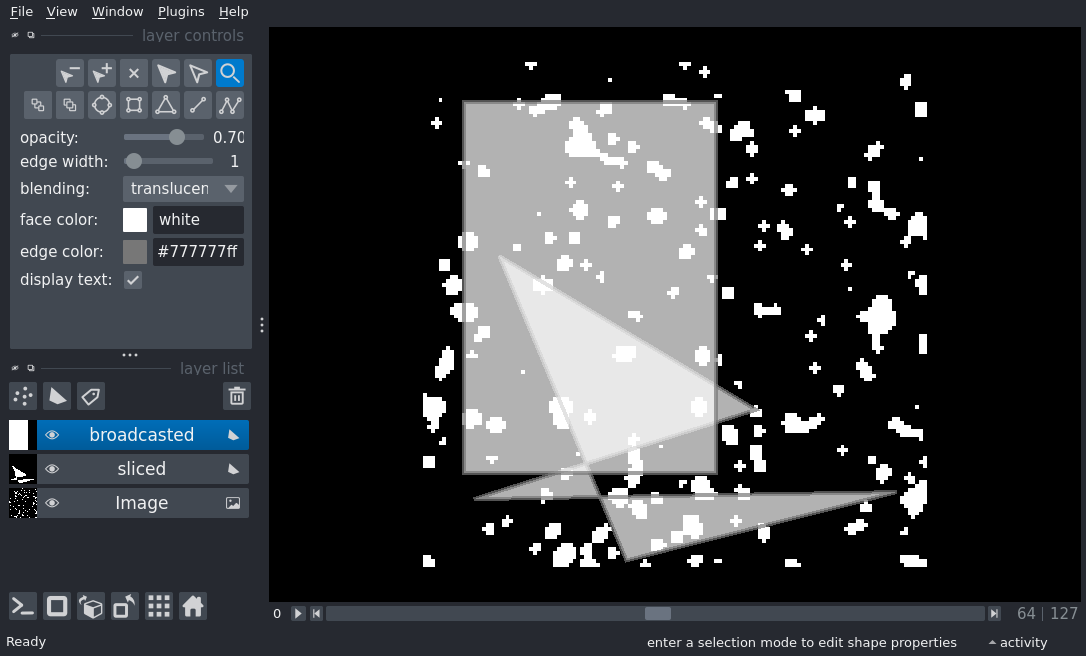 File View Window Plugins Help
layer controls
opacity: 0.70
edge width: 1
blending: translucen
face color: white
edge color: #777777ff
display text:
layer list
broadcasted
sliced
Image
0 64 | 127
Ready enter a selection mode to edit shape properties activity